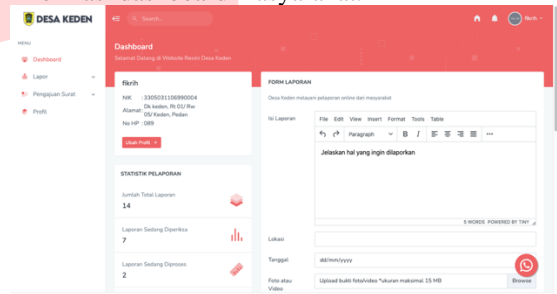 DESA KEDEN
Search...
fikrih
MENU
Dashboard
Lapor
Pengajuan Surat
Profil
Dashboard
Selamat Datang di Website Resmi Desa Keden
fikrih
NIK : 3305031106990004
Alamat: Dk keden, Rt 01/ Rw
05/ Keden, Pedan
No HP : 089
Ubah Profil
STATISTIK PELAPORAN
Jumlah Total Laporan
14
Laporan Sedang Diperiksa
7
Laporan Sedang Diproses
2
FORM LAPORAN
Desa Keden melayani pelaporan online dari masyarakat
Isi Laporan
File Edit View Insert Format Tools Table
Paragraph B I ...
Jelaskan hal yang ingin dilaporkan
5 WORDS POWERED BY TINY
Lokasi
Tanggal
dd/mm/yyyy
Foto atau
Video
Upload bukti foto/video *ukuran maksimal 15 MB
Browse